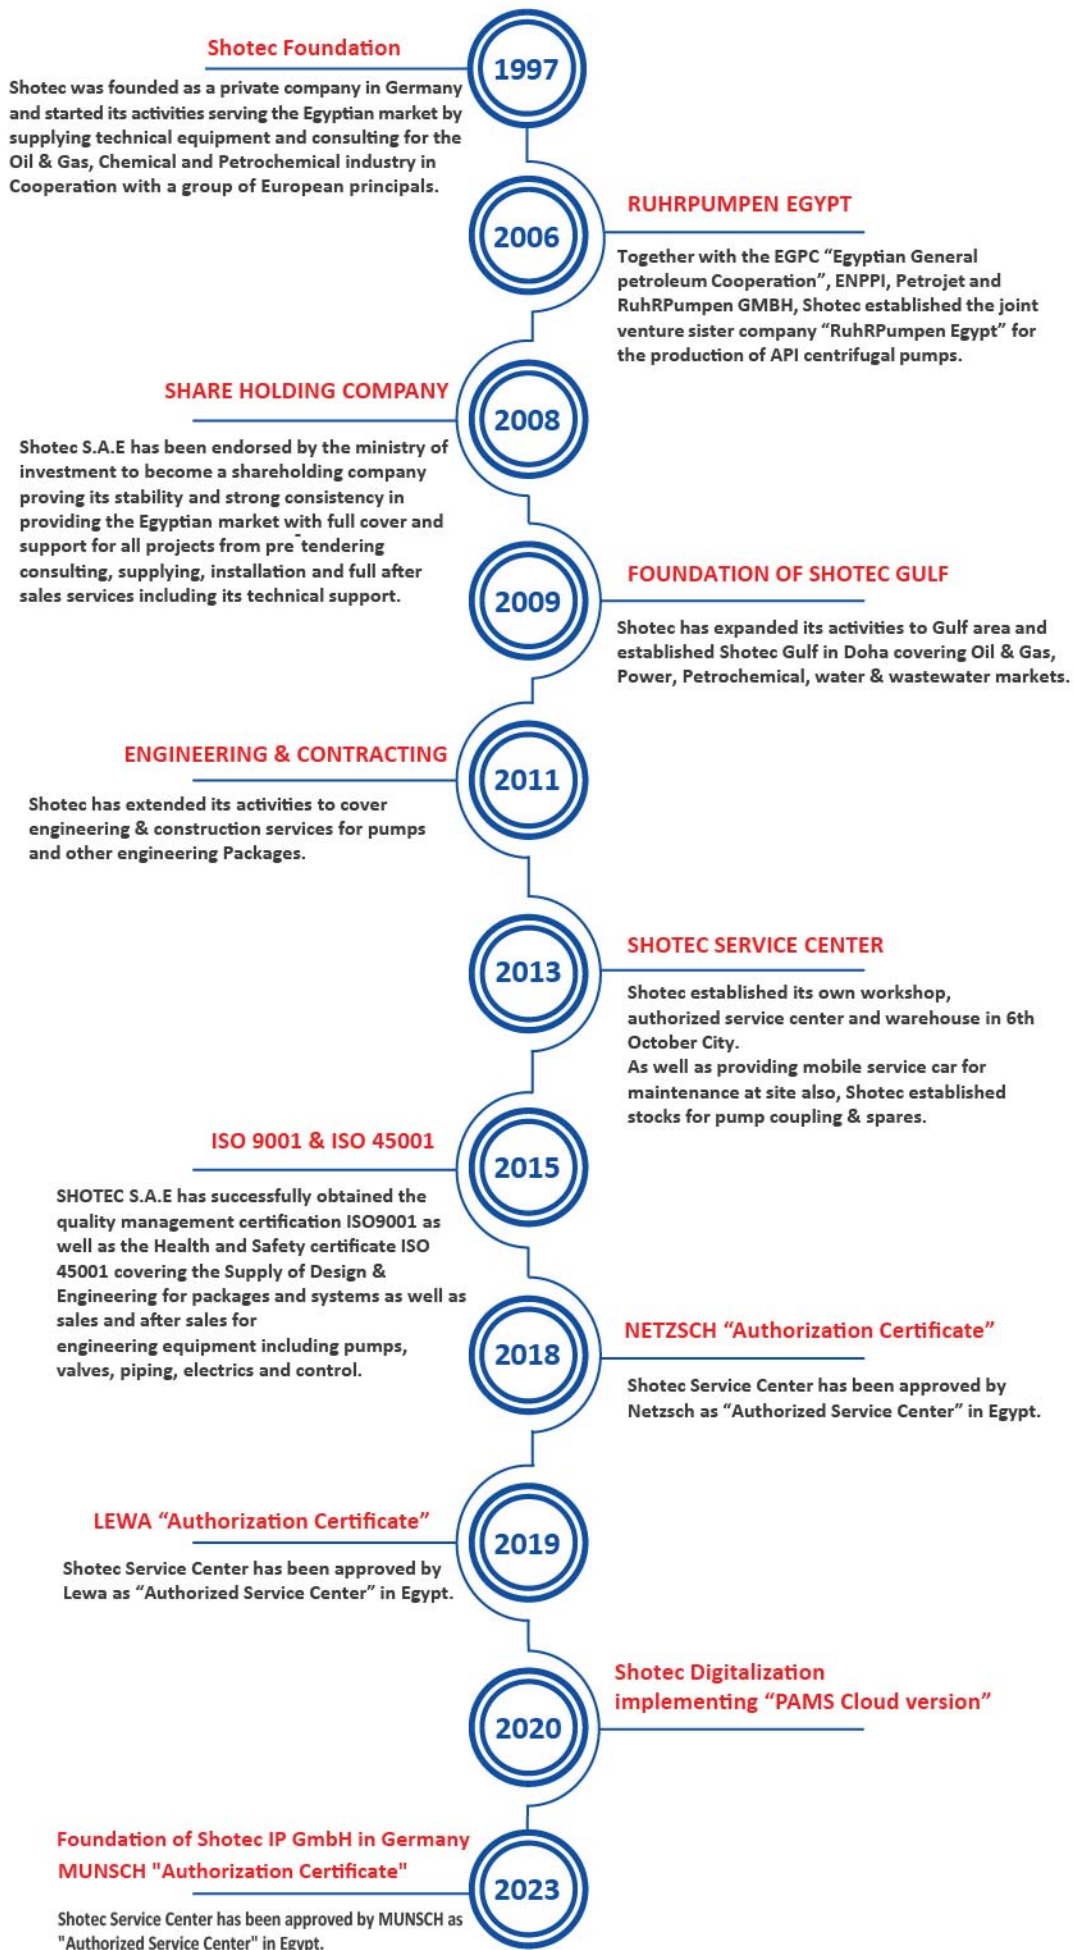 Shotec Foundation
1997
Shotec was founded as a private company in Germany
and started its activities serving the Egyptian market by
supplying technical equipment and consulting for the
Oil & Gas, Chemical and Petrochemical industry in
Cooperation with a group of European principals.
2006
RUHRPUMPEN EGYPT
Together with the EGPC “Egyptian General
petroleum Cooperation”, ENPPI, Petrojet and
RuhRPumpen GMBH, Shotec established the joint
venture sister company “RuhRPumpen Egypt” for
the production of API centrifugal pumps.
SHARE HOLDING COMPANY
2008
Shotec S.A.E has been endorsed by the ministry of
investment to become a shareholding company
proving its stability and strong consistency in
providing the Egyptian market with full cover and
support for all projects from pre-tendering
consulting, supplying, installation and full after
sales services including its technical support.
2009
FOUNDATION OF SHOTEC GULF
Shotec has expanded its activities to Gulf area and
established Shotec Gulf in Doha covering Oil & Gas,
Power, Petrochemical, water & wastewater markets.
ENGINEERING & CONTRACTING
2011
Shotec has extended its activities to cover
engineering & construction services for pumps
and other engineering Packages.
2013
SHOTEC SERVICE CENTER
Shotec established its own workshop,
authorized service center and warehouse in 6th
October City.
As well as providing mobile service car for
maintenance at site also, Shotec established
stocks for pump coupling & spares.
ISO 9001 & ISO 45001
2015
SHOTEC S.A.E has successfully obtained the
quality management certification ISO9001 as
well as the Health and Safety certificate ISO
45001 covering the Supply of Design &
Engineering for packages and systems as well as
sales and after sales for
engineering equipment including pumps,
valves, piping, electrics and control.
2018
NETZSCH “Authorization Certificate”
Shotec Service Center has been approved by
Netzsch as “Authorized Service Center” in Egypt.
LEWA “Authorization Certificate”
2019
Shotec Service Center has been approved by
Lewa as “Authorized Service Center” in Egypt.
2020
Shotec Digitalization
implementing “PAMS Cloud version”
Foundation of Shotec IP GmbH in Germany
MUNSCH "Authorization Certificate"
2023
Shotec Service Center has been approved by MUNSCH as
"Authorized Service Center" in Egypt.